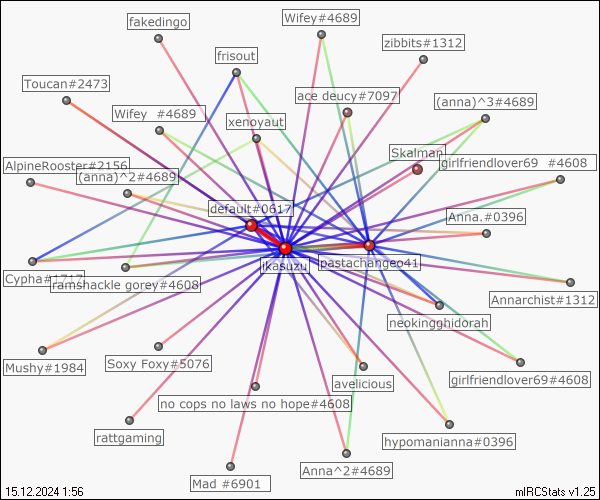 fakedingo
Wifey#4689
zibbits#1312
frisout
Toucan#2473
ace deucy#7097
(anna)^3#4689
Wifey  #4689
xenoyaut
Skalman
AlpineRooster#2156
girlfriendlover69  #4608
(anna)^2#4689
default#0617
Anna.#0396
jkasuzu
pastachangeo41
Cypha#1717
ramshackle gorey#4608
Annarchist#1312
neokingghidorah
Mushy#1984
Soxy Foxy#5076
avelicious
girlfriendlover69#4608
no cops no laws no hope#4608
rattgaming
hypomanianna#0396
Anna^2#4689
Mad #6901
15.12.2024 1:56
mIRCStats v1.25